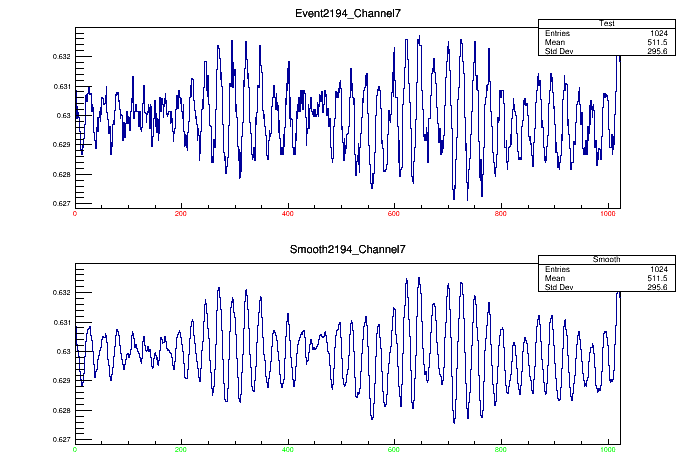 Event2194_Channel7
Test
Entries 1024
Mean 511.5
Std Dev 295.6
0.632
0.631
0.63
0.629
0.628
0.627
0 200 400 600 800 1000
Smooth2194_Channel7
Smooth
Entries 1024
Mean 511.5
Std Dev 295.6
0.632
0.631
0.63
0.629
0.628
0.627
0 200 400 600 800 1000